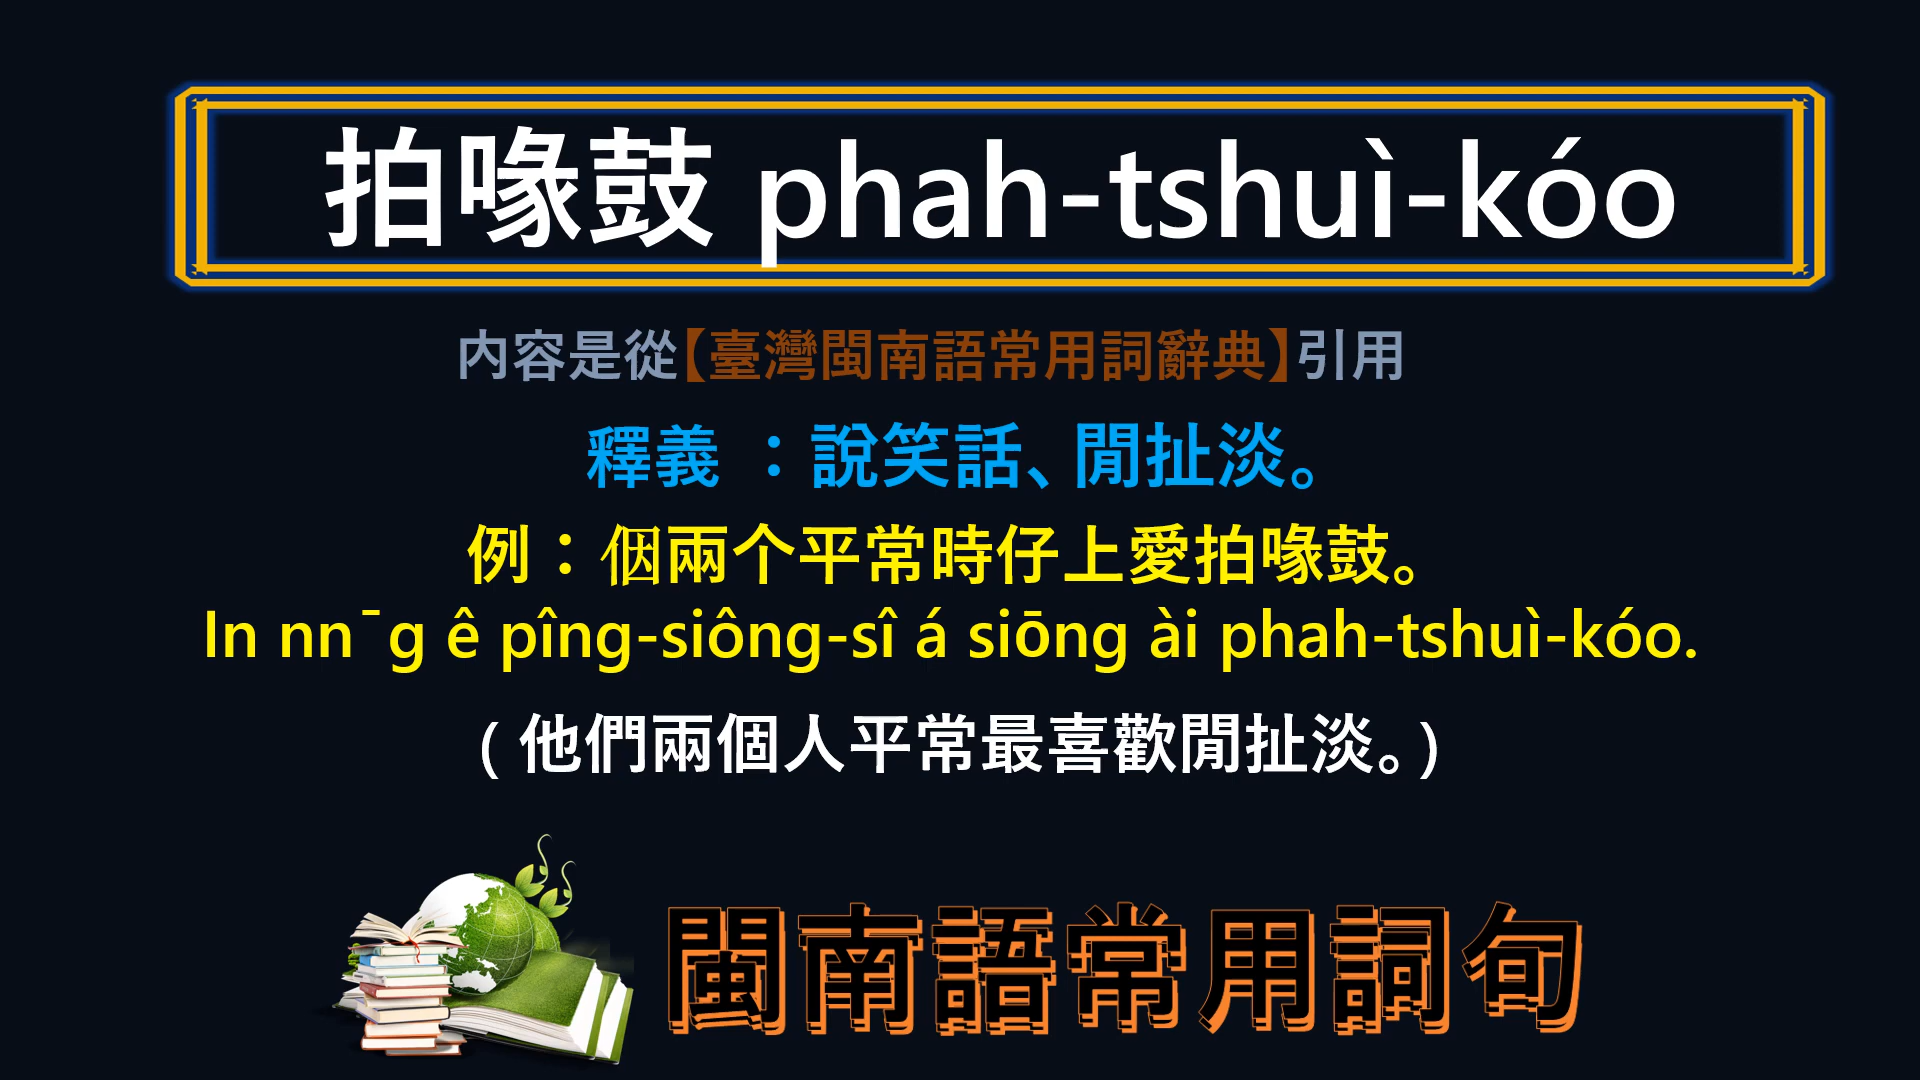 拍喙鼓 phah-tshuì-kóo
內容是從【臺灣閩南語常用詞辭典】引用
釋義 ：說笑話、閒扯淡。
例：𪜶兩个平常時仔上愛拍喙鼓。
In nn¯g ê pîng-siông-sî á siōng ài phah-tshuì-kóo.
( 他們兩個人平常最喜歡閒扯淡。)
閩南語常用詞句